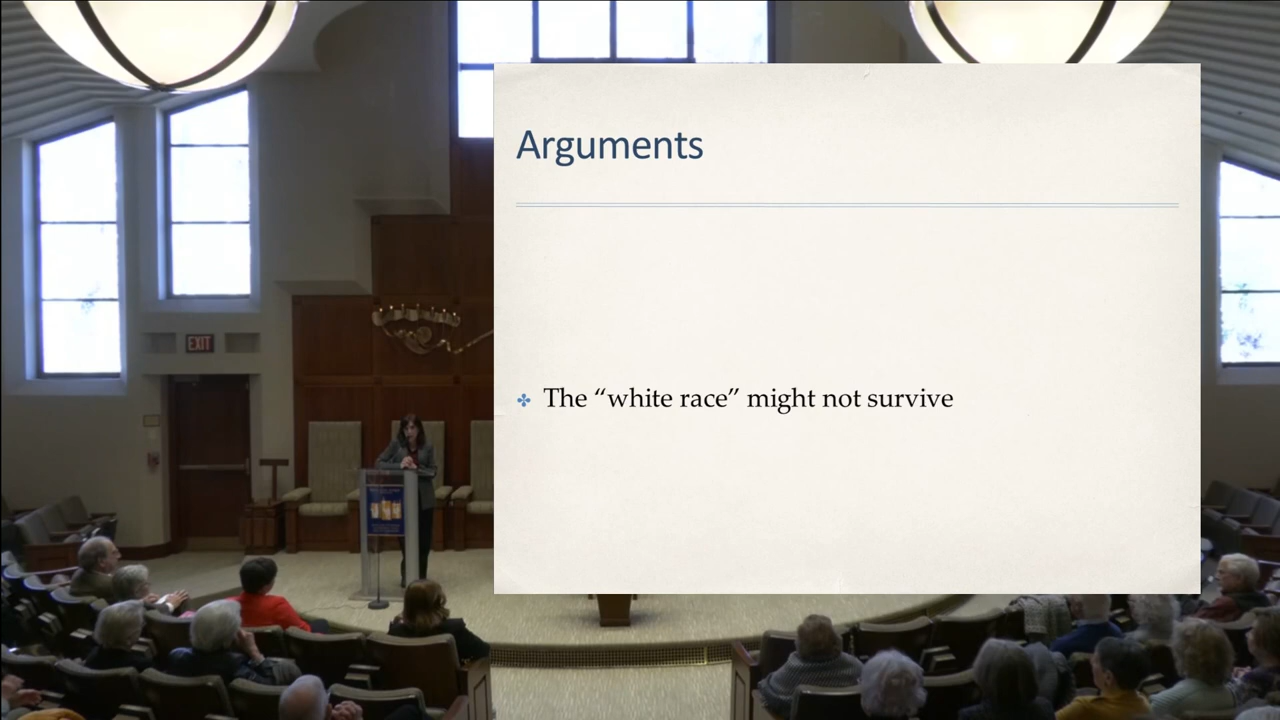 Arguments
EXIT
✤ The “white race” might not survive